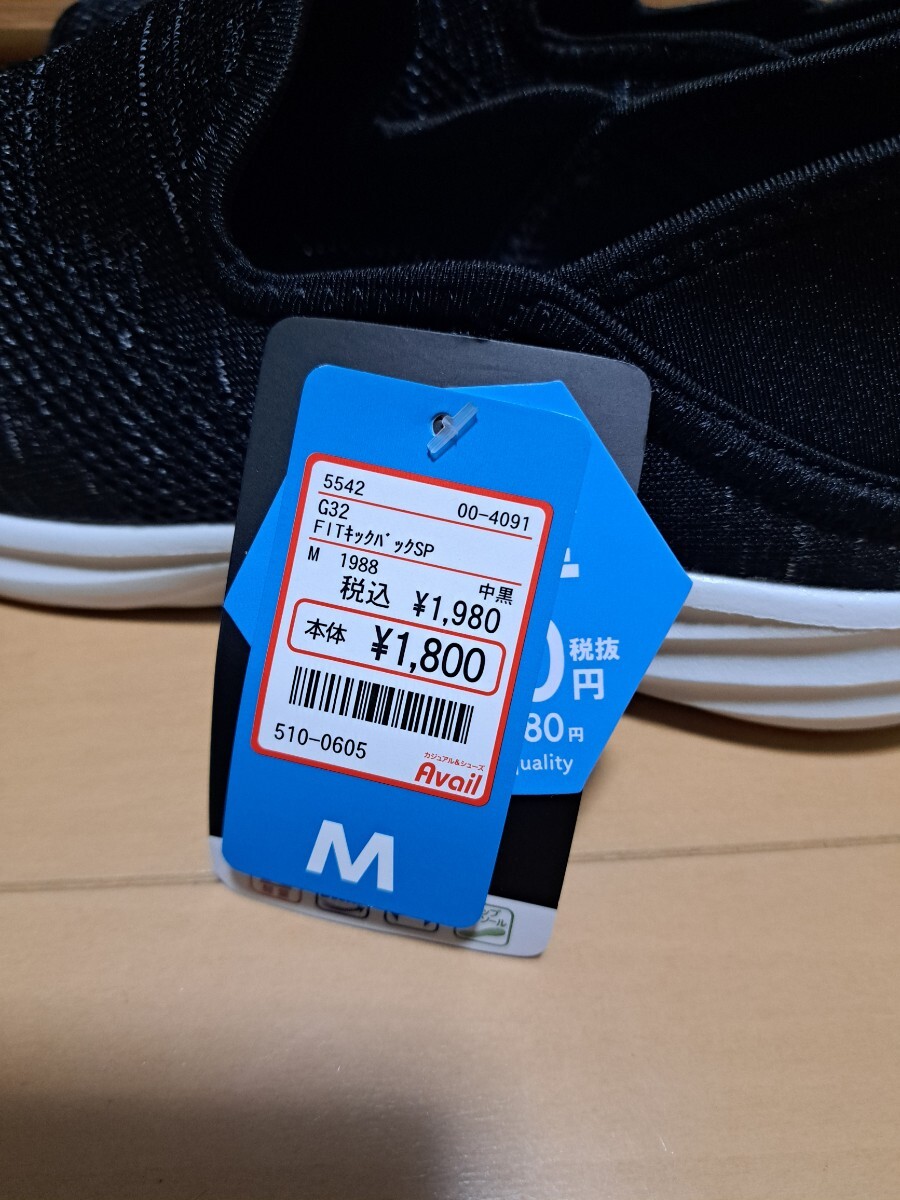 5542 00-4091
G32
FITｷｯｸﾊﾞｯｸSP
M 1988 中黒
税込 ¥1,980
本体 ¥1,800
510-0605
カジュアル&シューズ
Avail
M
0 税抜
円
80円
uality